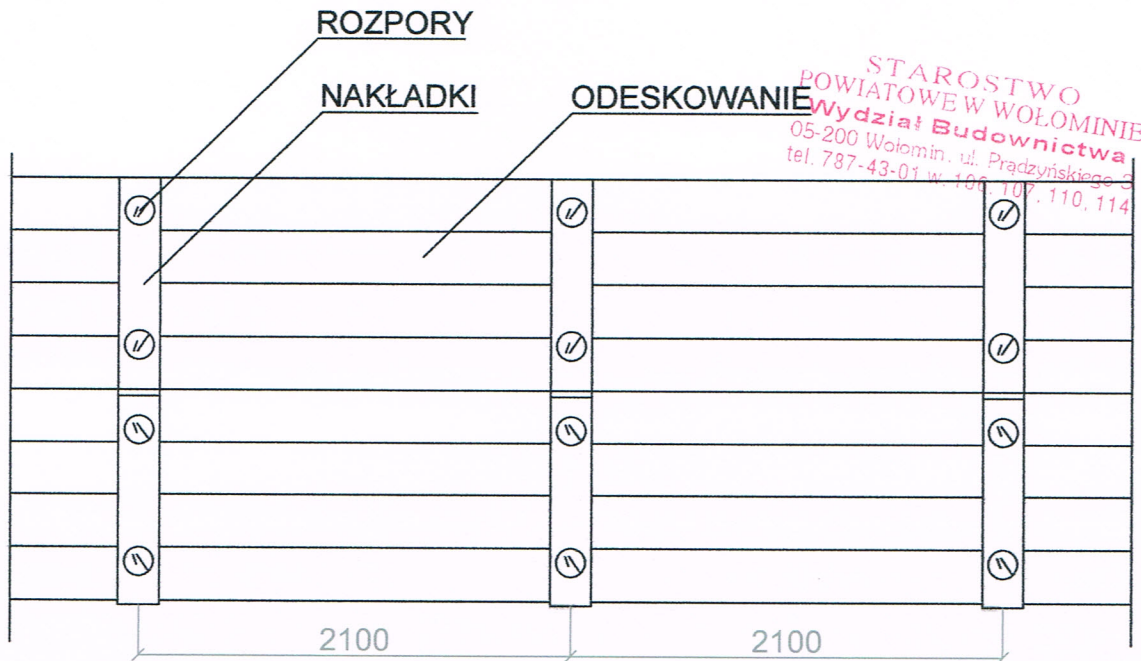 ROZPORY
NAKŁADKI
ODESKOWANIE
STAROSTWO
POWIATOWE W WOŁOMINIE
Wydział Budownictwa
05-200 Wołomin, ul. Prądzyńskiego 3
tel. 787-43-01 w. 106, 107, 110, 114
2100
2100